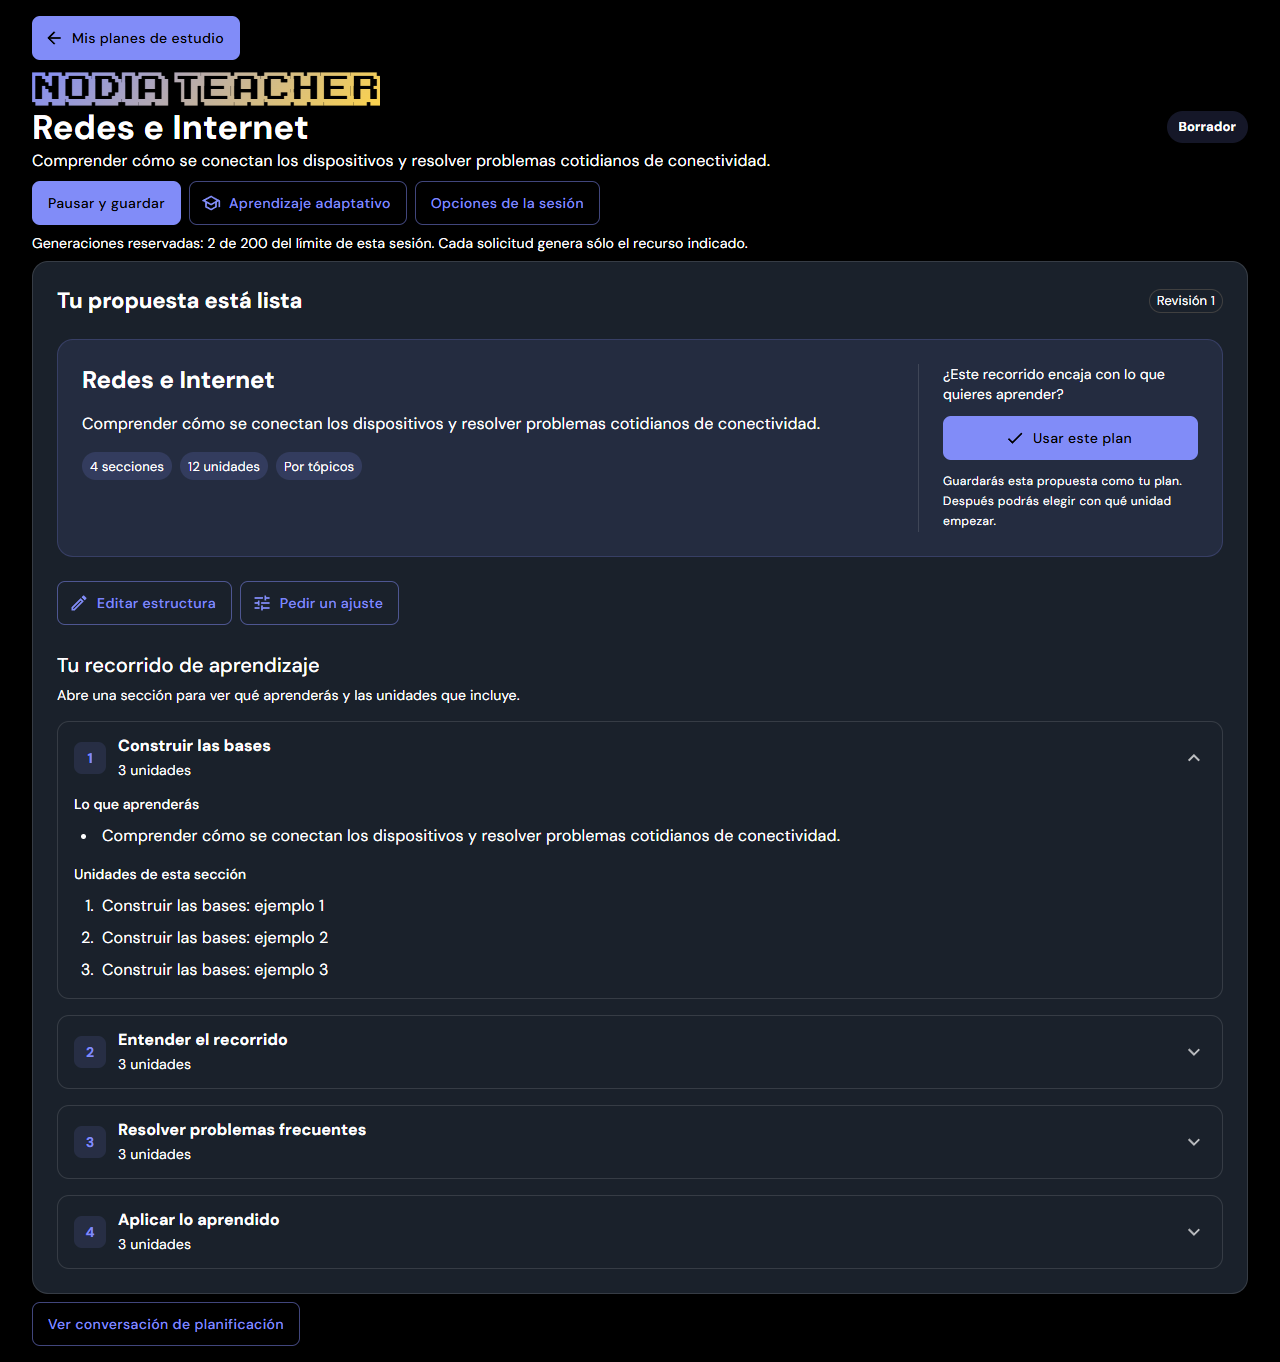 Mis planes de estudio
NODIA TEACHER
Redes e Internet
Borrador
Comprender cómo se conectan los dispositivos y resolver problemas cotidianos de conectividad.
Pausar y guardar
Aprendizaje adaptativo
Opciones de la sesión
Generaciones reservadas: 2 de 200 del límite de esta sesión. Cada solicitud genera sólo el recurso indicado.
Tu propuesta está lista
Revisión 1
Redes e Internet
Comprender cómo se conectan los dispositivos y resolver problemas cotidianos de conectividad.
4 secciones
12 unidades
Por tópicos
¿Este recorrido encaja con lo que
quieres aprender?
Usar este plan
Guardarás esta propuesta como tu plan.
Después podrás elegir con qué unidad
empezar.
Editar estructura
Pedir un ajuste
Tu recorrido de aprendizaje
Abre una sección para ver qué aprenderás y las unidades que incluye.
1
Construir las bases
3 unidades
Lo que aprenderás
• Comprender cómo se conectan los dispositivos y resolver problemas cotidianos de conectividad.
Unidades de esta sección
1. Construir las bases: ejemplo 1
2. Construir las bases: ejemplo 2
3. Construir las bases: ejemplo 3
2
Entender el recorrido
3 unidades
3
Resolver problemas frecuentes
3 unidades
4
Aplicar lo aprendido
3 unidades
Ver conversación de planificación